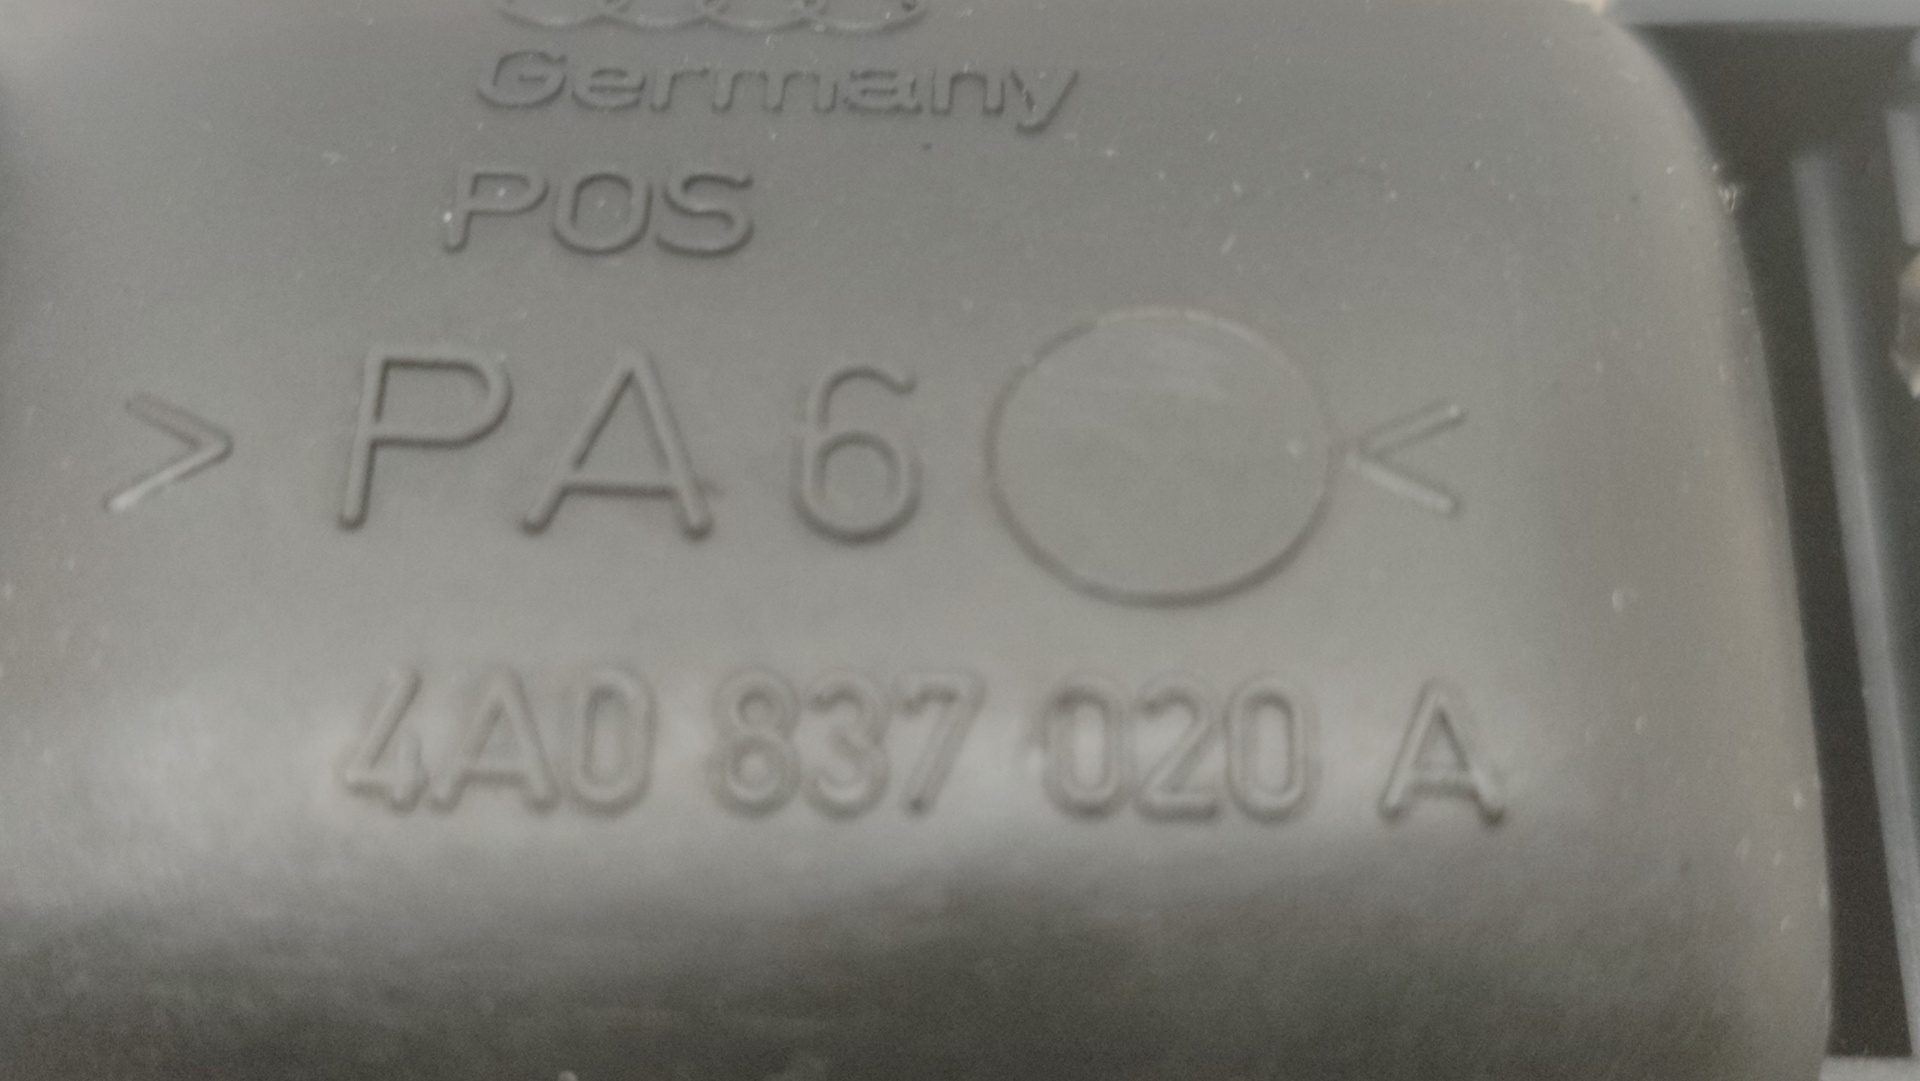 Germany
POS
> PA6 <
4A0 837 020 A